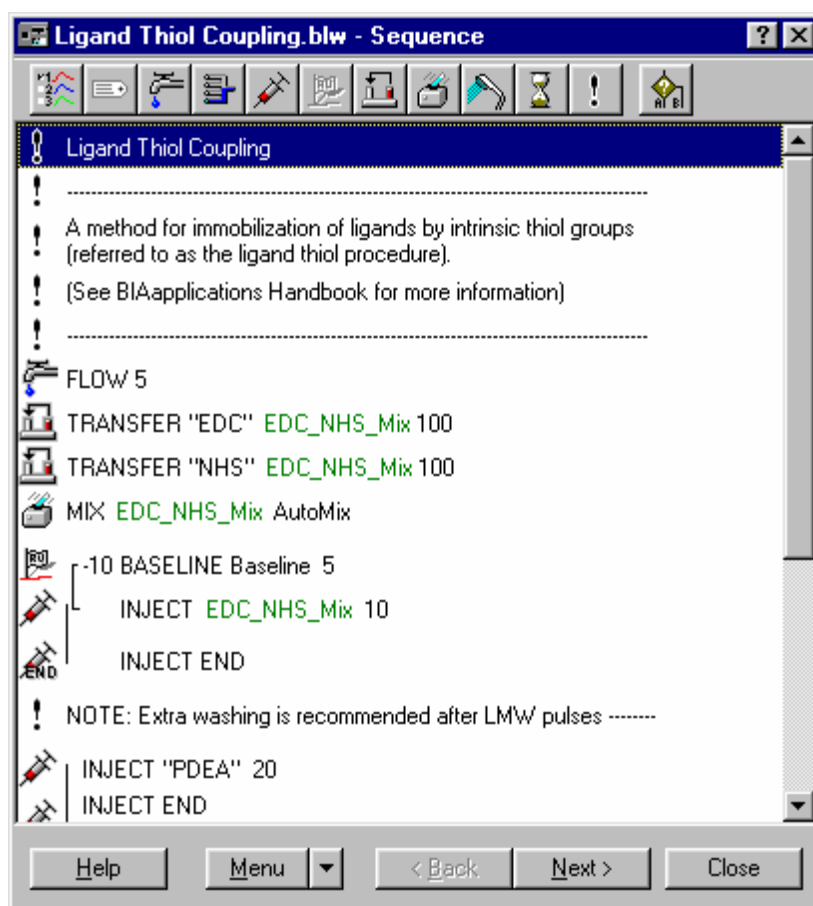 Ligand Thiol Coupling.blw - Sequence
Ligand Thiol Coupling
--------------------------------------------------------------------------------
A method for immobilization of ligands by intrinsic thiol groups
(referred to as the ligand thiol procedure).
(See BIAapplications Handbook for more information)
--------------------------------------------------------------------------------
FLOW 5
TRANSFER "EDC" EDC_NHS_Mix 100
TRANSFER "NHS" EDC_NHS_Mix 100
MIX EDC_NHS_Mix AutoMix
-10 BASELINE Baseline 5
INJECT EDC_NHS_Mix 10
INJECT END
NOTE: Extra washing is recommended after LMW pulses --------
INJECT "PDEA" 20
INJECT END
Help Menu < Back Next > Close